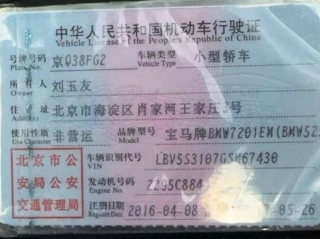 中华人民共和国机动车行驶证
Vehicle License of the People's Republic of China
号牌号码 京Q38FG2 车辆类型 小型轿车
Plate No. Vehicle Type
所有人 刘玉友
Owner
住址 北京市海淀区肖家河王家庄3号
Address
使用性质 非营运 品牌型号 宝马牌BMW7201EM(BMW525
Model
北京市公 车辆识别代号
VIN
安局公安 发动机号码
Engine No.
交通管理局 注册日期 2016-04-08 05-26
Register Date